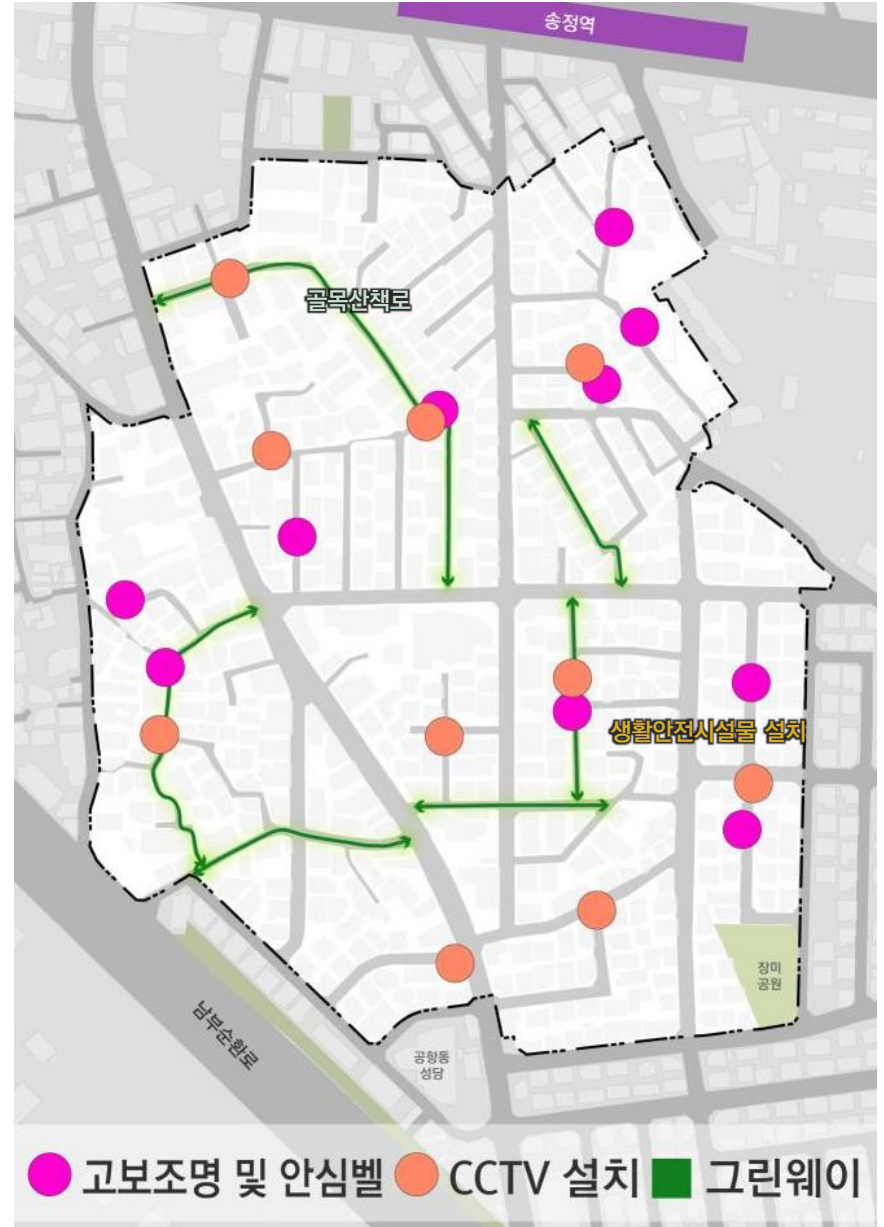 송정역
골목산책로
생활안전시설물 설치
장미
공원
남부순환로
공항동
성당
고보조명 및 안심벨 CCTV 설치 그린웨이